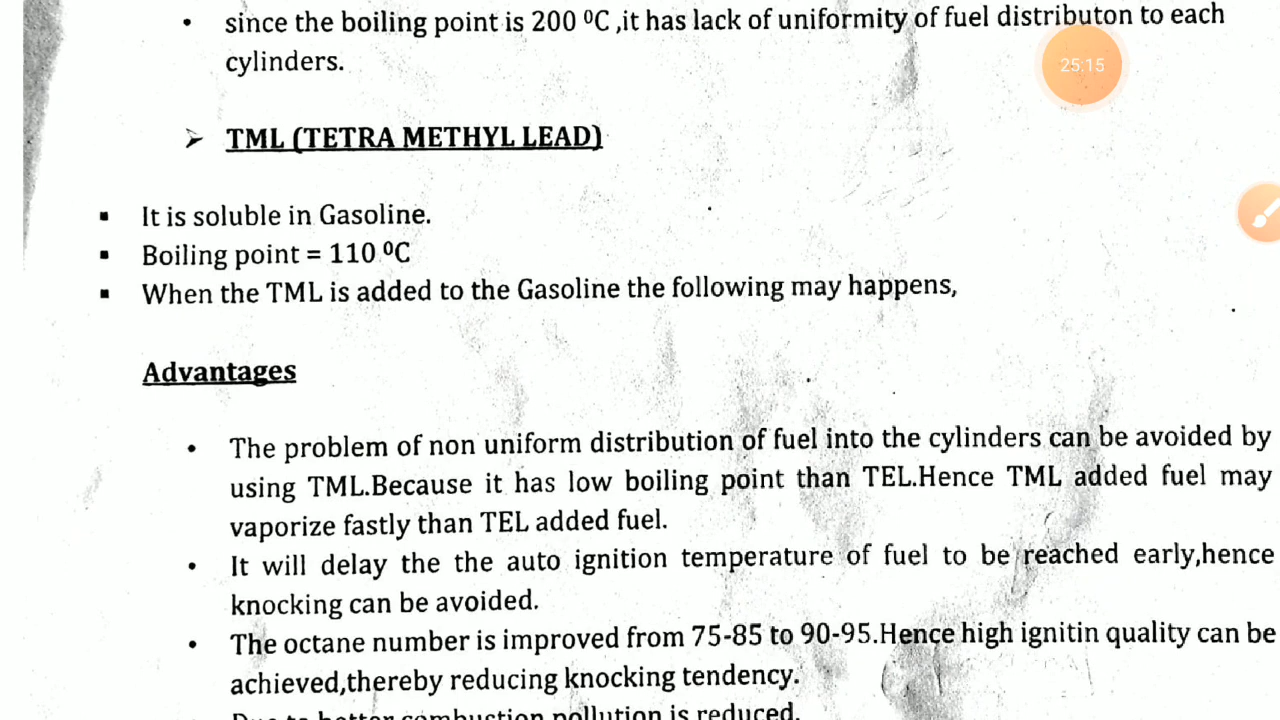 • since the boiling point is 200 ⁰C ,it has lack of uniformity of fuel distributon to each
cylinders.
25:15
➢ TML (TETRA METHYL LEAD)
▪ It is soluble in Gasoline.
▪ Boiling point = 110 ⁰C
▪ When the TML is added to the Gasoline the following may happens,
Advantages
• The problem of non uniform distribution of fuel into the cylinders can be avoided by
using TML.Because it has low boiling point than TEL.Hence TML added fuel may
vaporize fastly than TEL added fuel.
• It will delay the the auto ignition temperature of fuel to be reached early,hence
knocking can be avoided.
• The octane number is improved from 75-85 to 90-95.Hence high ignitin quality can be
achieved,thereby reducing knocking tendency.
Due to better combustion pollution is reduced.